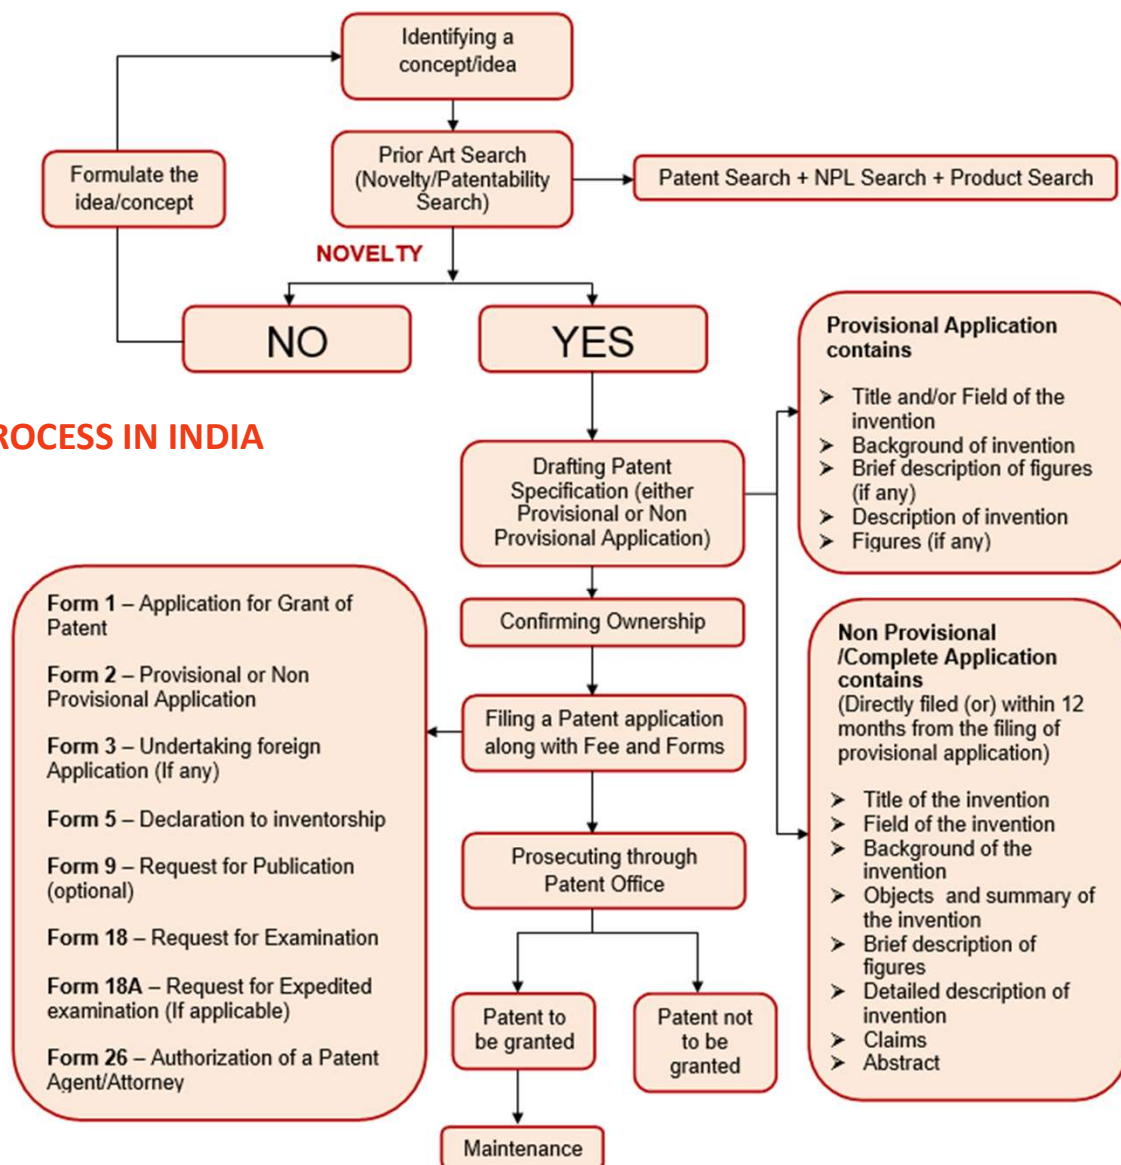 Identifying a
concept/idea
Formulate the
idea/concept
Prior Art Search
(Novelty/Patentability
Search)
Patent Search + NPL Search + Product Search
NOVELTY
NO
YES
ROCESS IN INDIA
Drafting Patent
Specification (either
Provisional or Non
Provisional Application)
Provisional Application
contains
➢ Title and/or Field of the
invention
➢ Background of invention
➢ Brief description of figures
(if any)
➢ Description of invention
➢ Figures (if any)
Confirming Ownership
Filing a Patent application
along with Fee and Forms
Form 1 – Application for Grant of
Patent
Form 2 – Provisional or Non
Provisional Application
Form 3 – Undertaking foreign
Application (If any)
Form 5 – Declaration to inventorship
Form 9 – Request for Publication
(optional)
Form 18 – Request for Examination
Form 18A – Request for Expedited
examination (If applicable)
Form 26 – Authorization of a Patent
Agent/Attorney
Non Provisional
/Complete Application
contains
(Directly filed (or) within 12
months from the filing of
provisional application)
➢ Title of the invention
➢ Field of the invention
➢ Background of the
invention
➢ Objects and summary of
the invention
➢ Brief description of
figures
➢ Detailed description of
invention
➢ Claims
➢ Abstract
Prosecuting through
Patent Office
Patent to
be granted
Patent not
to be
granted
Maintenance